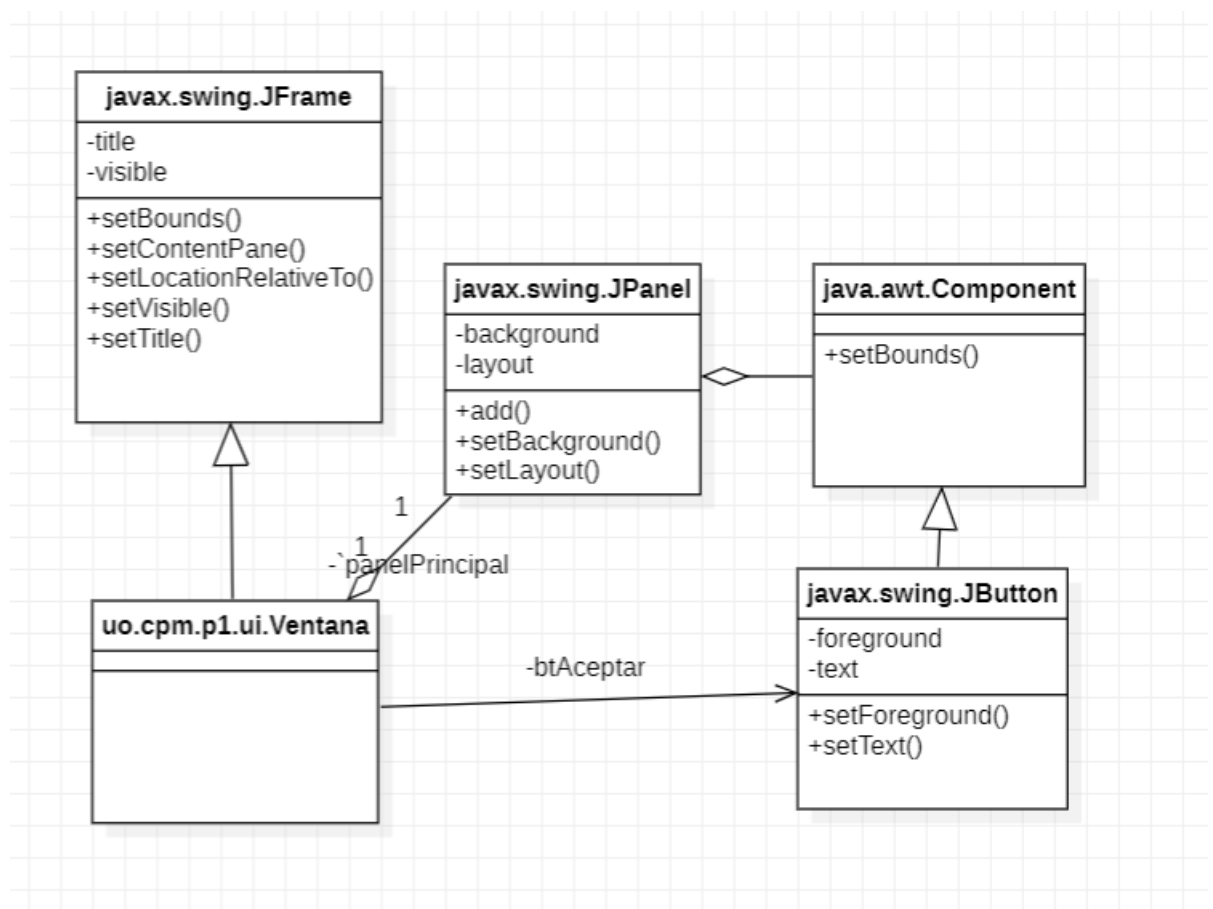 javax.swing.JFrame
-title
-visible
+setBounds()
+setContentPane()
+setLocationRelativeTo()
+setVisible()
+setTitle()
javax.swing.JPanel
-background
-layout
+add()
+setBackground()
+setLayout()
java.awt.Component
+setBounds()
1
1
-`panelPrincipal
uo.cpm.p1.ui.Ventana
-btAceptar
javax.swing.JButton
-foreground
-text
+setForeground()
+setText()